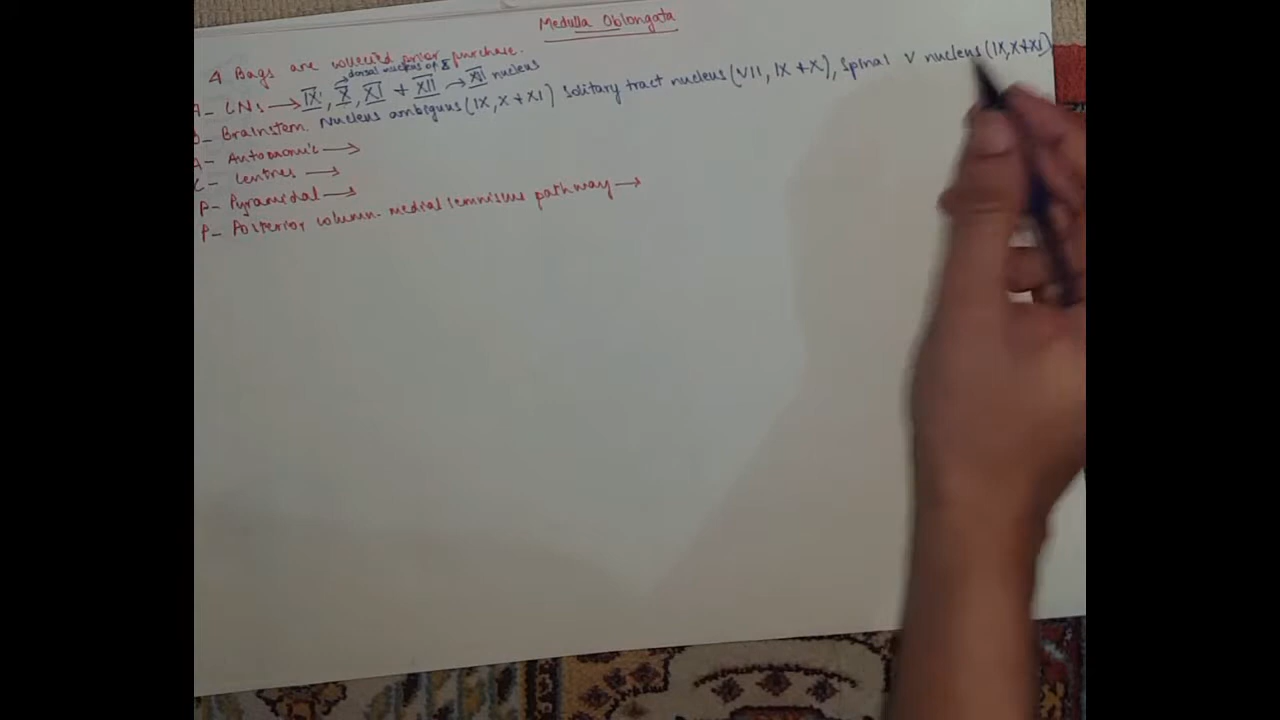 Medulla Oblongata
4 Bags are collected prior purchase.
→dorsal nucleus of X
4- CNs → IX, X, XI + XII → XII nucleus
B- Brainstem. Nucleus ambiguus (IX, X + XI) Solitary tract nucleus (VII, IX + X), spinal V nucleus (IX, X + XI)
A- Autonomic →
C- Centres →
P- Pyramidal →
P- Posterior column- medial lemniscus pathway →